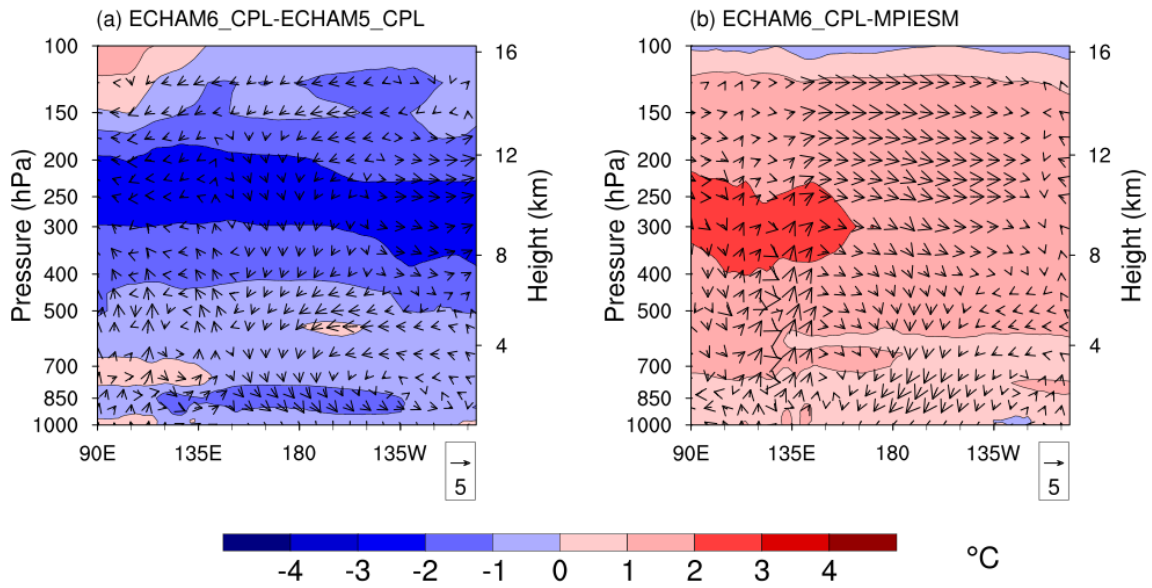 (a) ECHAM6_CPL-ECHAM5_CPL
(b) ECHAM6_CPL-MPIESM
Pressure (hPa)
100
150
200
250
300
400
500
700
850
1000
90E
135E
180
135W
16
12
8
4
Height (km)
5
Pressure (hPa)
100
150
200
250
300
400
500
700
850
1000
90E
135E
180
135W
16
12
8
4
Height (km)
5
-4 -3 -2 -1 0 1 2 3 4 °C